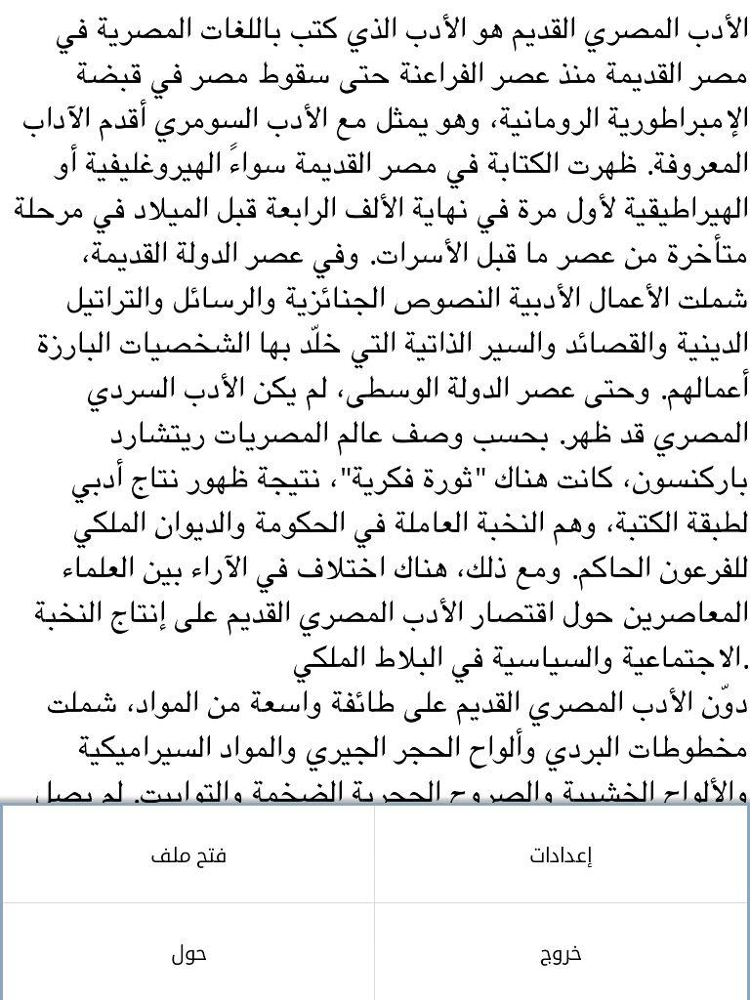 الأدب المصري القديم هو الأدب الذي كتب باللغات المصرية في
مصر القديمة منذ عصر الفراعنة حتى سقوط مصر في قبضة
الإمبراطورية الرومانية، وهو يمثل مع الأدب السومري أقدم الآداب
المعروفة. ظهرت الكتابة في مصر القديمة سواءً الهيروغليفية أو
الهيراطيقية لأول مرة في نهاية الألف الرابعة قبل الميلاد في مرحلة
متأخرة من عصر ما قبل الأسرات. وفي عصر الدولة القديمة،
شملت الأعمال الأدبية النصوص الجنائزية والرسائل والتراتيل
الدينية والقصائد والسير الذاتية التي خلّد بها الشخصيات البارزة
أعمالهم. وحتى عصر الدولة الوسطى، لم يكن الأدب السردي
المصري قد ظهر. بحسب وصف عالم المصريات ريتشارد
باركنسون، كانت هناك "ثورة فكرية"، نتيجة ظهور نتاج أدبي
لطبقة الكتبة، وهم النخبة العاملة في الحكومة والديوان الملكي
للفرعون الحاكم. ومع ذلك، هناك اختلاف في الآراء بين العلماء
المعاصرين حول اقتصار الأدب المصري القديم على إنتاج النخبة
.الاجتماعية والسياسية في البلاط الملكي
دوّن الأدب المصري القديم على طائفة واسعة من المواد، شملت
مخطوطات البردي وألواح الحجر الجيري والمواد السيراميكية
والألواح الخشبية والصروح الحجرية الضخمة والتوابيت. لم يصل
إعدادات
فتح ملف
خروج
حول